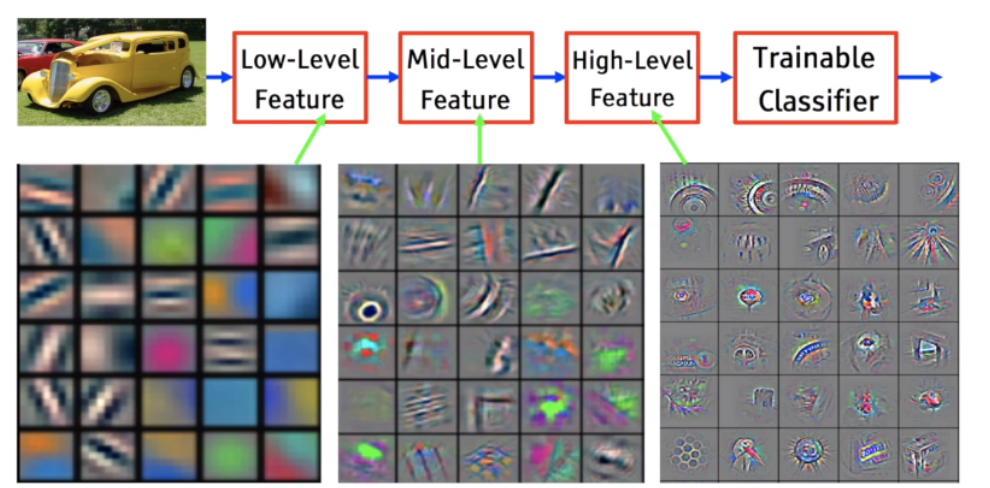 Low-Level
Feature
Mid-Level
Feature
High-Level
Feature
Trainable
Classifier